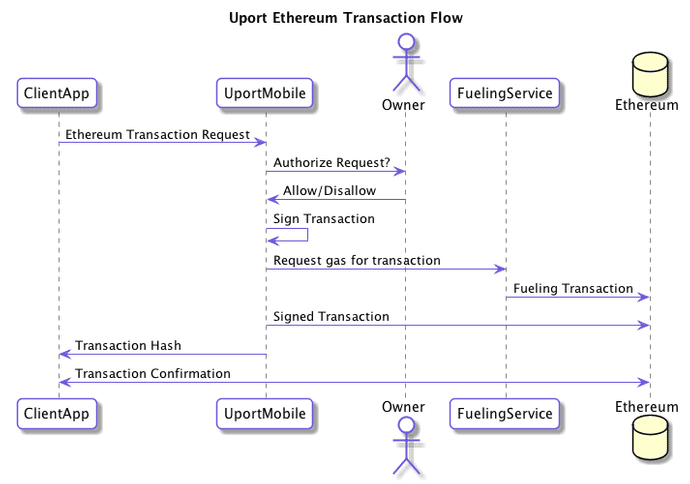 Uport Ethereum Transaction Flow
ClientApp
UportMobile
Owner
FuelingService
Ethereum
Ethereum Transaction Request
Authorize Request?
Allow/Disallow
Sign Transaction
Request gas for transaction
Fueling Transaction
Signed Transaction
Transaction Hash
Transaction Confirmation
ClientApp
UportMobile
Owner
FuelingService
Ethereum